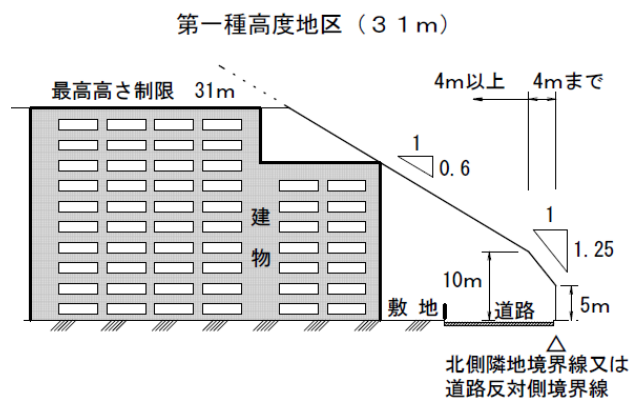 第一種高度地区（３１ｍ）
4m以上
4mまで
最高高さ制限 31m
1
0.6
1
1.25
建物
10m
5m
敷地
道路
北側隣地境界線又は
道路反対側境界線